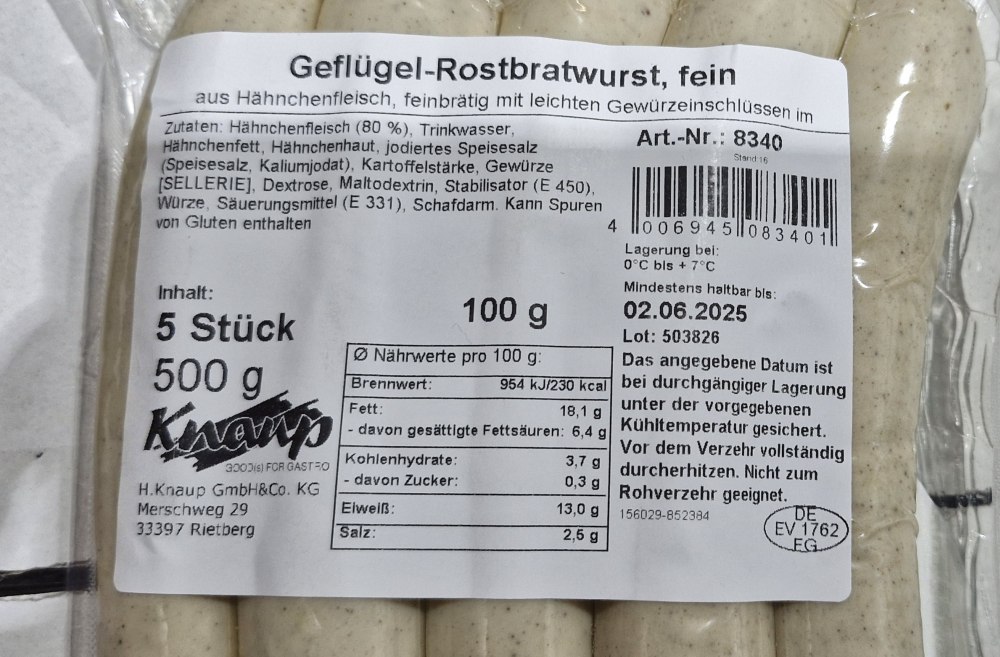 Geflügel-Rostbratwurst, fein
aus Hähnchenfleisch, feinbrätig mit leichten Gewürzeinschlüssen im
Zutaten: Hähnchenfleisch (80 %), Trinkwasser,
Hähnchenfett, Hähnchenhaut, jodiertes Speisesalz
(Speisesalz, Kaliumjodat), Kartoffelstärke, Gewürze
[SELLERIE], Dextrose, Maltodextrin, Stabilisator (E 450),
Würze, Säuerungsmittel (E 331), Schafdarm. Kann Spuren
von Gluten enthalten
Art.-Nr.: 8340
Stand 16
4 006945 083401
Lagerung bei:
0°C bis + 7°C
Mindestens haltbar bis:
02.06.2025
Lot: 503826
Das angegebene Datum ist
bei durchgängiger Lagerung
unter der vorgegebenen
Kühltemperatur gesichert.
Vor dem Verzehr vollständig
durcherhitzen. Nicht zum
Rohverzehr geeignet.
156029-852384
DE
EV 1762
EG
Inhalt:
5 Stück
500 g
100 g
Ø Nährwerte pro 100 g:
Brennwert: 954 kJ/230 kcal
Fett: 18,1 g
- davon gesättigte Fettsäuren: 6,4 g
Kohlenhydrate: 3,7 g
- davon Zucker: 0,3 g
Eiweiß: 13,0 g
Salz: 2,5 g
Knaup
GOOD(s) FOR GASTRO
H.Knaup GmbH&Co. KG
Merschweg 29
33397 Rietberg